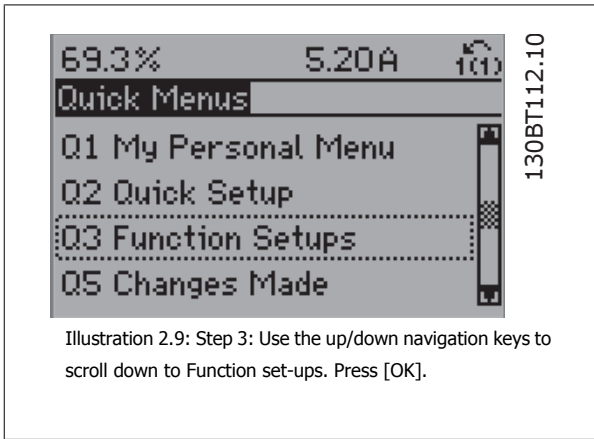 69.3% 5.20A 1(1)
Quick Menus
Q1 My Personal Menu
Q2 Quick Setup
Q3 Function Setups
Q5 Changes Made
130BT112.10
Illustration 2.9: Step 3: Use the up/down navigation keys to
scroll down to Function set-ups. Press [OK].